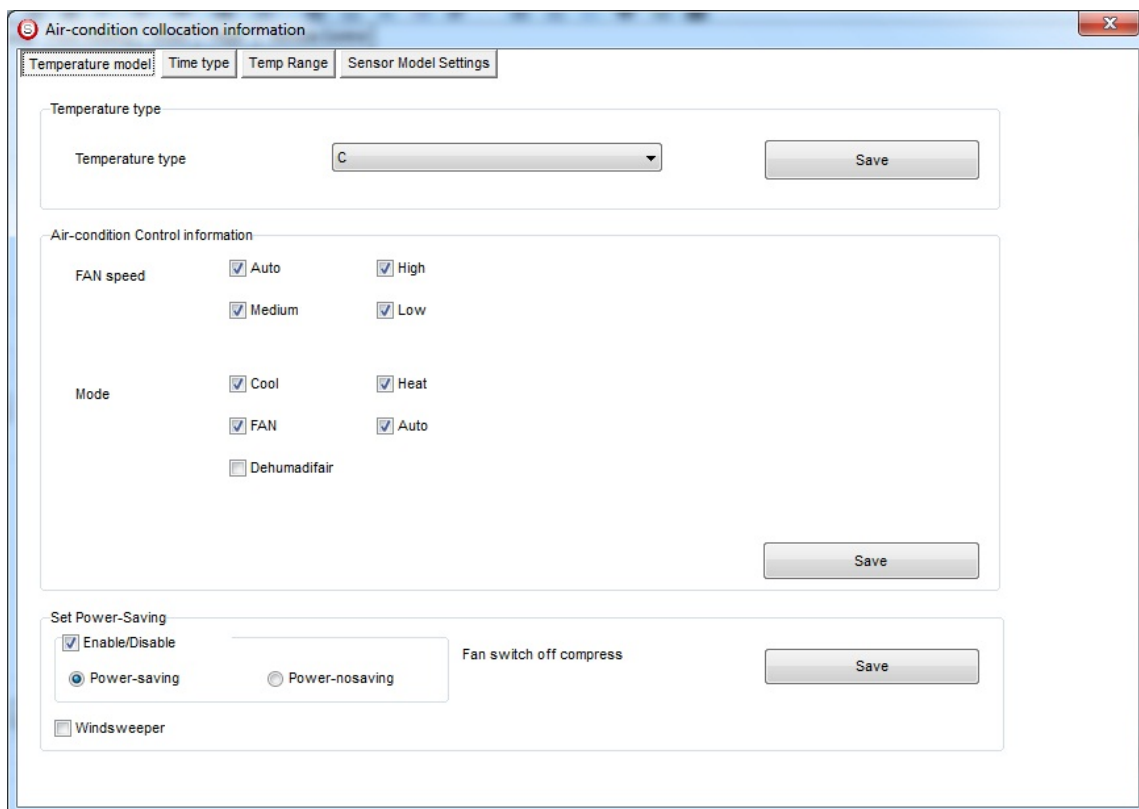 S Air-condition collocation information X
Temperature model Time type Temp Range Sensor Model Settings
Temperature type
Temperature type C Save
Air-condition Control information
FAN speed Auto High
Medium Low
Mode Cool Heat
FAN Auto
Dehumadifair
Save
Set Power-Saving
Enable/Disable
Fan switch off compress Save
Power-saving Power-nosaving
Windsweeper